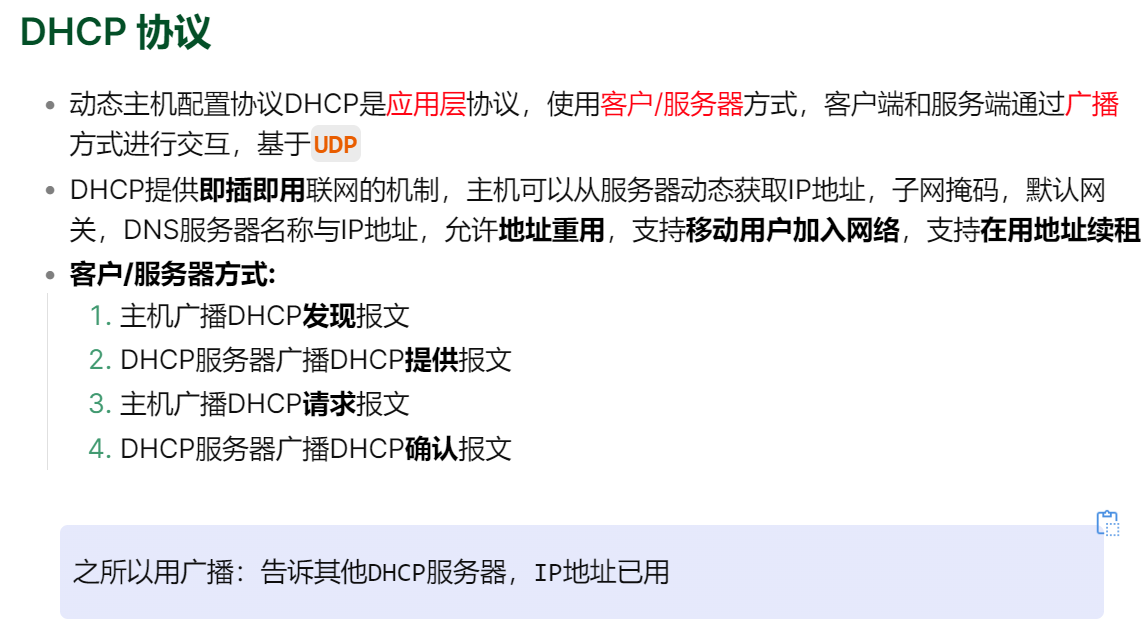 DHCP 协议
动态主机配置协议DHCP是应用层协议，使用客户/服务器方式，客户端和服务端通过广播
方式进行交互，基于UDP
DHCP提供即插即用联网的机制，主机可以从服务器动态获取IP地址，子网掩码，默认网
关，DNS服务器名称与IP地址，允许地址重用，支持移动用户加入网络，支持在用地址续租
客户/服务器方式:
1. 主机广播DHCP发现报文
2. DHCP服务器广播DHCP提供报文
3. 主机广播DHCP请求报文
4. DHCP服务器广播DHCP确认报文
之所以用广播：告诉其他DHCP服务器，IP地址已用